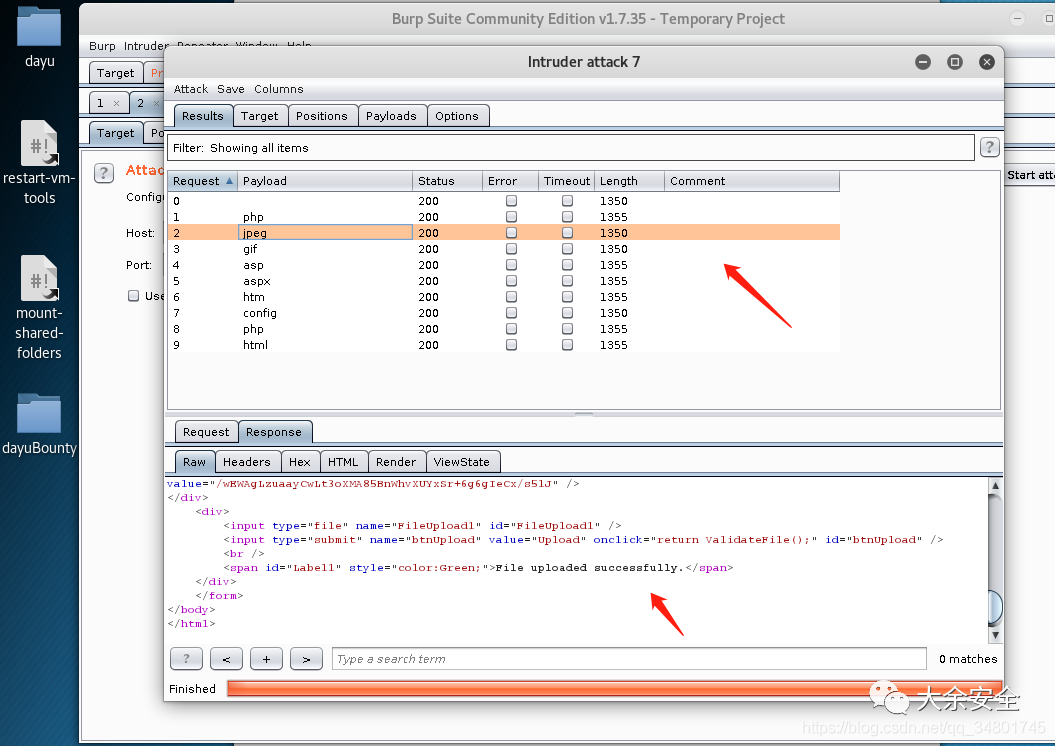 dayu
restart-vm-
tools
mount-
shared-
folders
dayuBounty
Burp Suite Community Edition v1.7.35 - Temporary Project
Burp Intruder Repeater Window Help
Target Pr
1 × 2 ×
Target Po
? Attac
Config
Host:
Port:
Use
Start att
Intruder attack 7
Attack Save Columns
Results Target Positions Payloads Options
Filter: Showing all items ?
Request Payload Status Error Timeout Length Comment
0 200 1350
1 php 200 1355
2 jpeg 200 1350
3 gif 200 1350
4 asp 200 1355
5 aspx 200 1355
6 htm 200 1355
7 config 200 1350
8 php 200 1355
9 html 200 1355
Request Response
Raw Headers Hex HTML Render ViewState
</div>
<div>
<input type="file" name="FileUpload1" id="FileUpload1" />
<input type="submit" name="btnUpload" value="Upload" onclick="return ValidateFile();" id="btnUpload" />
<br />
<span id="Label1" style="color:Green;">File uploaded successfully.</span>
</div>
</form>
</body>
</html>
? < + > Type a search term 0 matches
Finished
大余安全
https://blog.csdn.net/qq_34801745